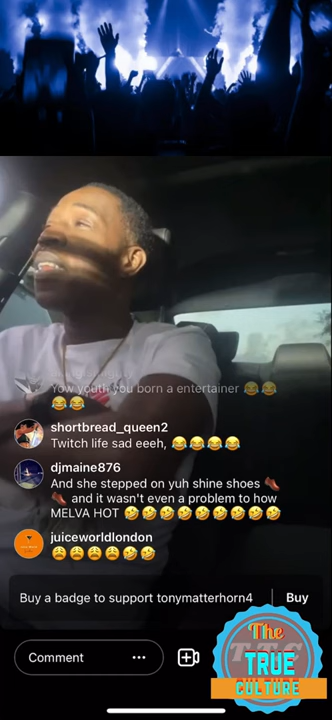 Yow youth you born a entertainer 😂😂
😂😂
shortbread_queen2
Twitch life sad eeeh, 😂😂😂😂
djmaine876
And she stepped on yuh shine shoes
👞 and it wasn't even a problem to how
MELVA HOT 🤣🤣🤣🤣🤣🤣🤣🤣🤣
juiceworldlondon
😩😩😩😩🤣🤣
Buy a badge to support tonymatterhorn4
Buy
Comment
The
TRUE
CULTURE